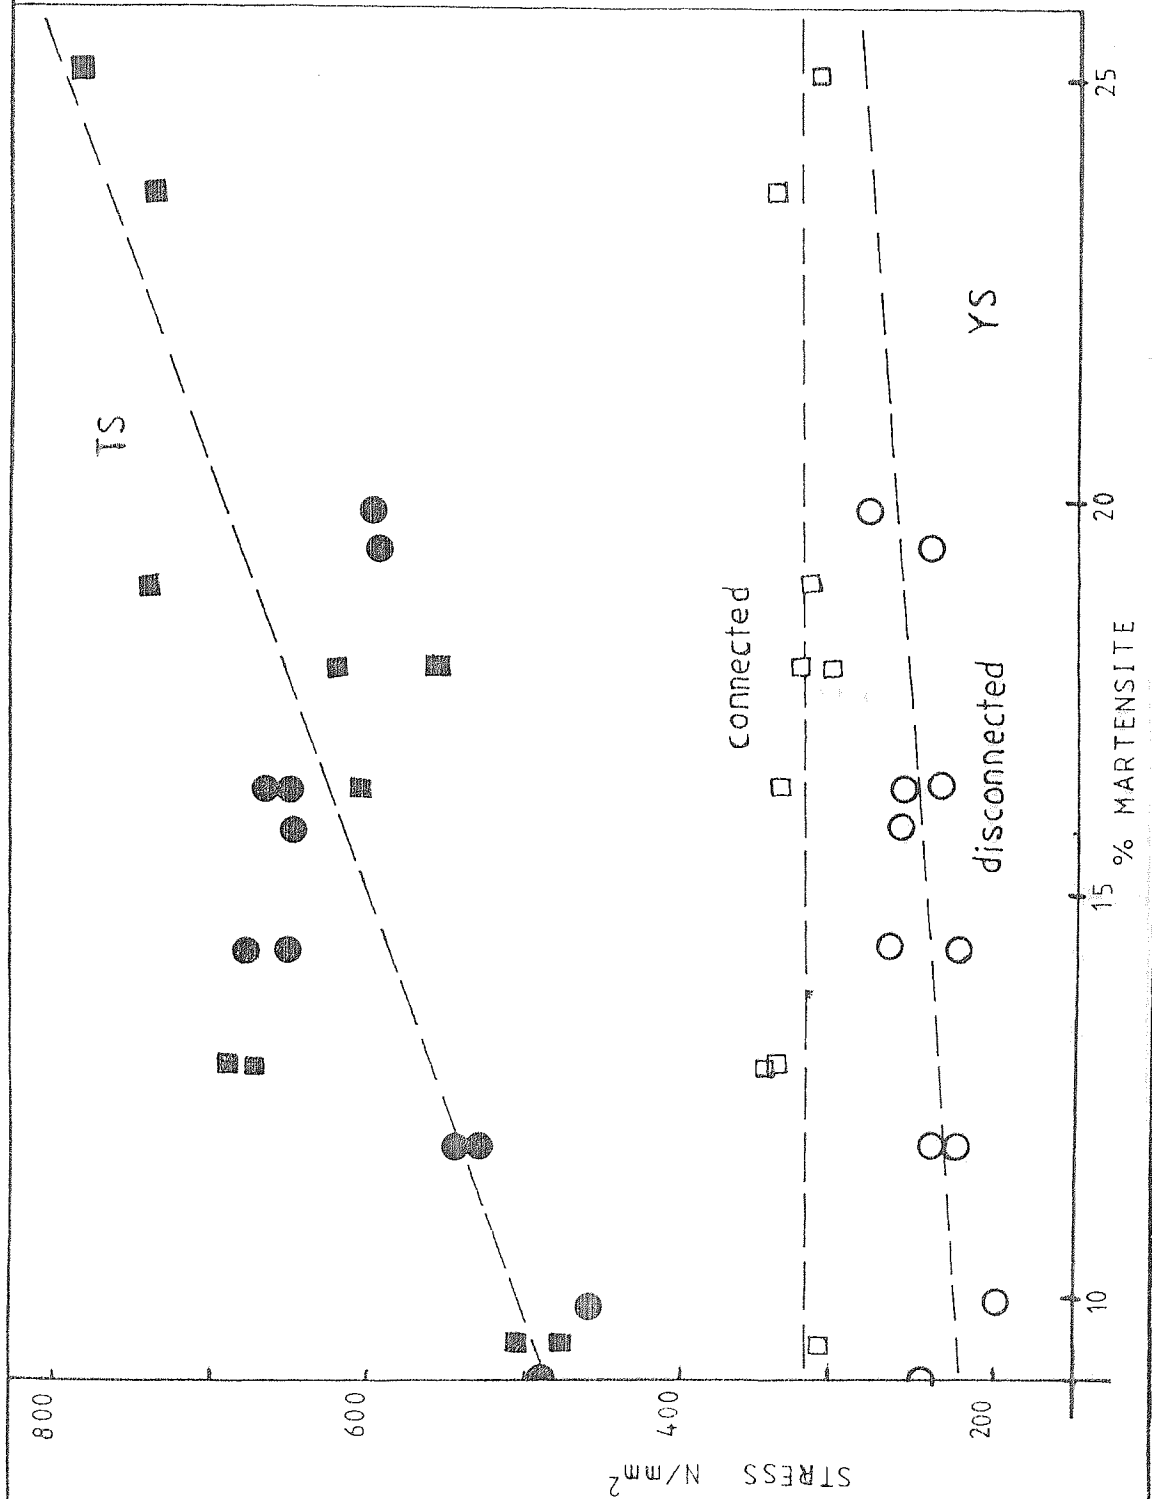 800
600
400
200
STRESS N/mm²
TS
connected
disconnected
YS
10
15
20
25
% MARTENSITE